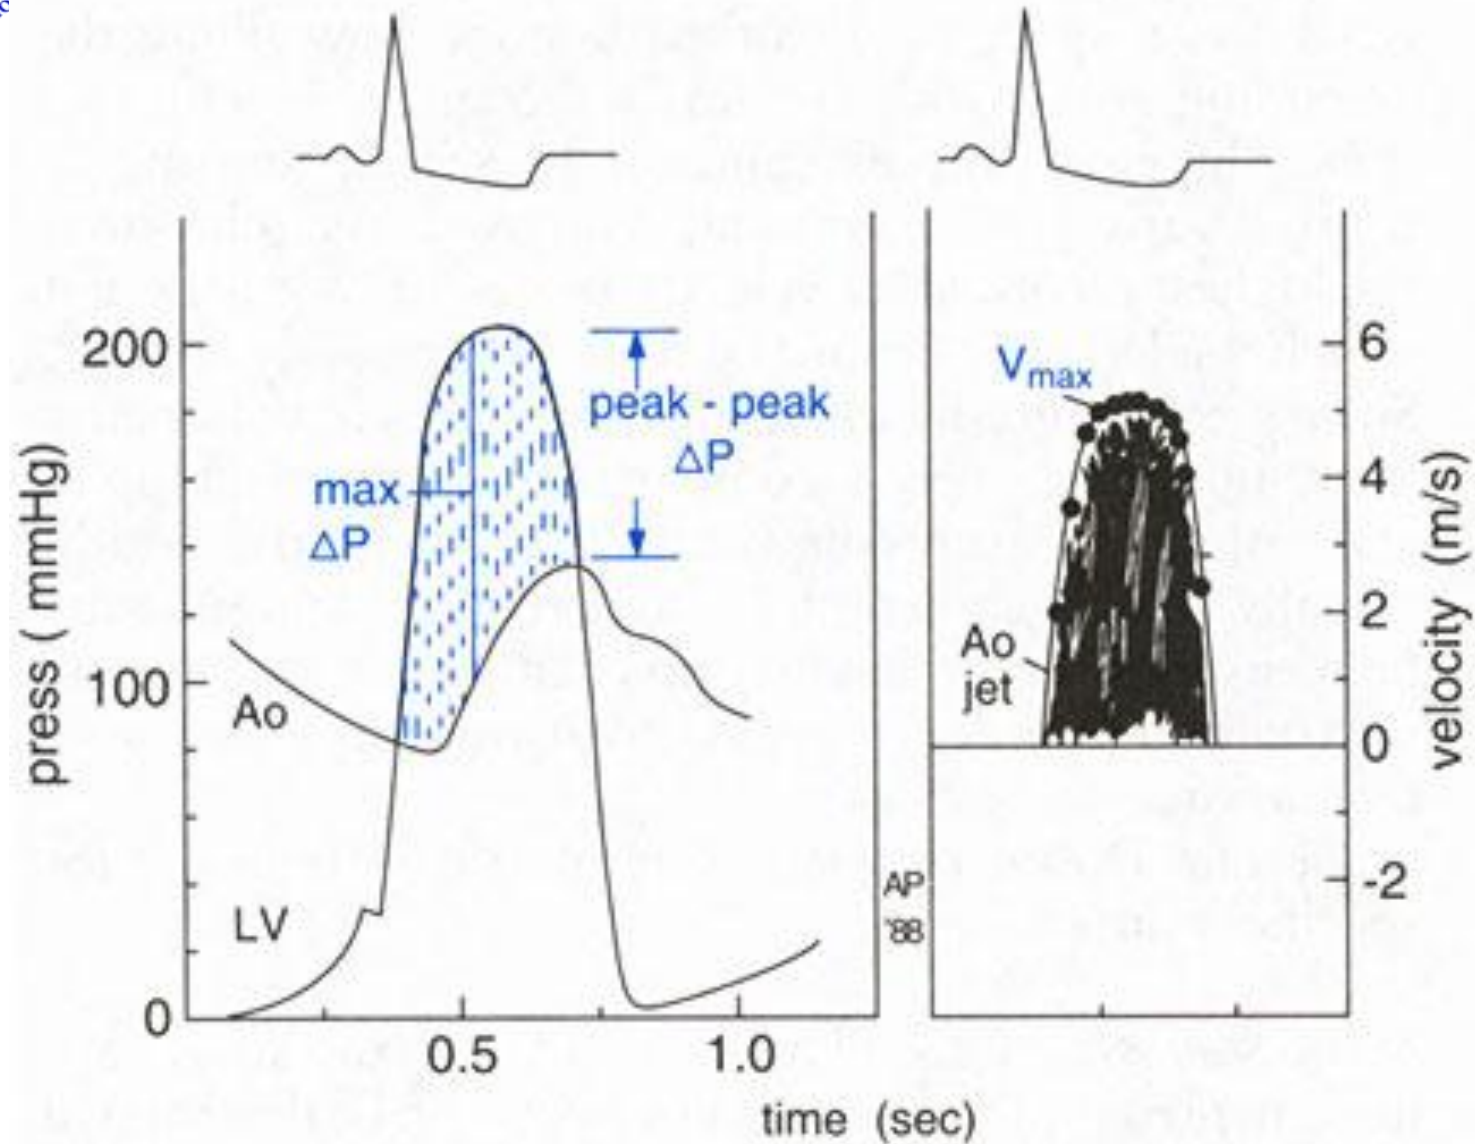 200
100
0
press ( mmHg)
Ao
LV
max
ΔP
peak - peak
ΔP
0.5
1.0
time (sec)
AP
'88
Vmax
Ao
jet
6
4
2
0
-2
velocity (m/s)